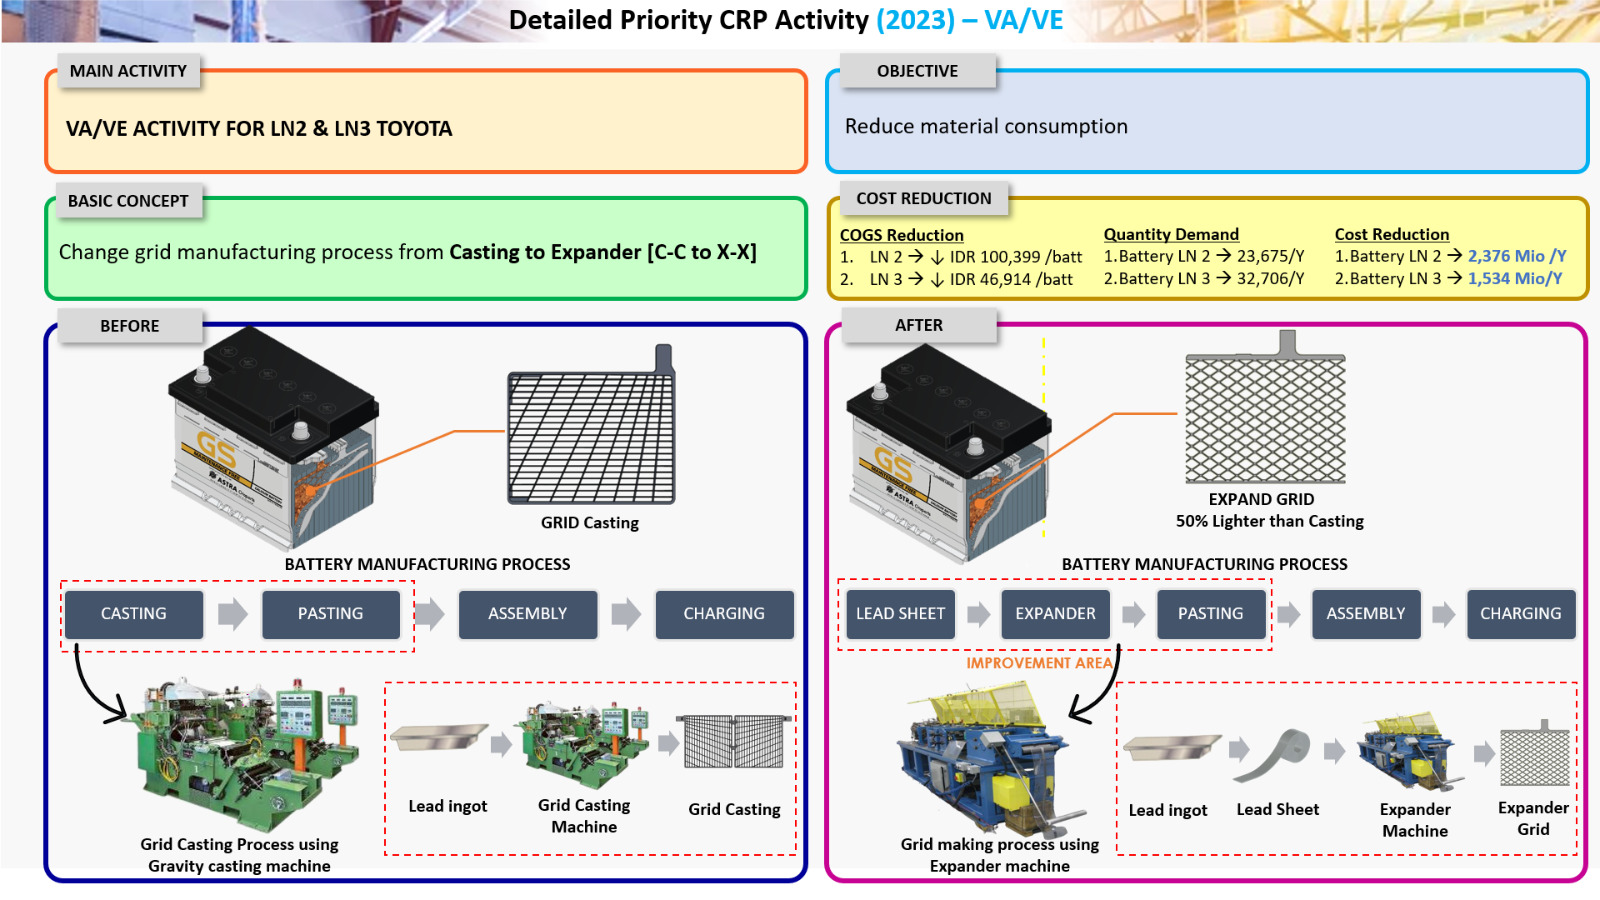 Detailed Priority CRP Activity (2023) – VA/VE
MAIN ACTIVITY
VA/VE ACTIVITY FOR LN2 & LN3 TOYOTA
OBJECTIVE
Reduce material consumption
BASIC CONCEPT
Change grid manufacturing process from Casting to Expander [C-C to X-X]
COST REDUCTION
COGS Reduction
1. LN 2 → ↓ IDR 100,399 /batt
2. LN 3 → ↓ IDR 46,914 /batt
Quantity Demand
1.Battery LN 2 → 23,675/Y
2.Battery LN 3 → 32,706/Y
Cost Reduction
1.Battery LN 2 → 2,376 Mio /Y
2.Battery LN 3 → 1,534 Mio/Y
BEFORE
GS
MAINTENANCE FREE
ASTRA
GRID Casting
BATTERY MANUFACTURING PROCESS
CASTING
PASTING
ASSEMBLY
CHARGING
Grid Casting Process using
Gravity casting machine
Lead ingot
Grid Casting
Machine
Grid Casting
AFTER
GS
MAINTENANCE FREE
ASTRA
EXPAND GRID
50% Lighter than Casting
BATTERY MANUFACTURING PROCESS
LEAD SHEET
EXPANDER
PASTING
ASSEMBLY
CHARGING
IMPROVEMENT AREA
Grid making process using
Expander machine
Lead ingot
Lead Sheet
Expander
Machine
Expander
Grid